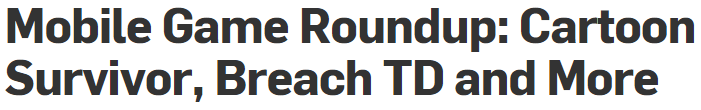 Mobile Game Roundup: Cartoon
Survivor, Breach TD and More